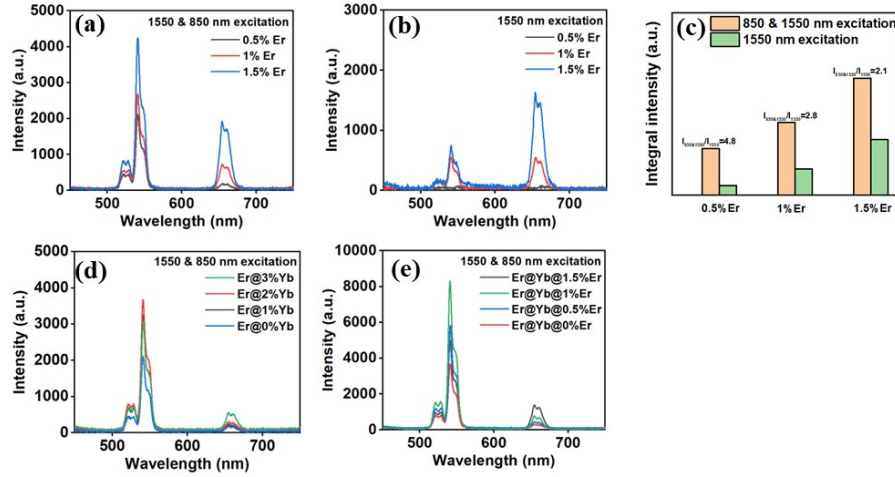 (a)
1550 & 850 nm excitation
0.5% Er
1% Er
1.5% Er
Intensity (a.u.)
5000
4000
3000
2000
1000
0
500
600
700
Wavelength (nm)
(b)
1550 nm excitation
0.5% Er
1% Er
1.5% Er
Intensity (a.u.)
3000
2000
1000
0
500
600
700
Wavelength (nm)
(c)
850 & 1550 nm excitation
1550 nm excitation
Integral intensity (a.u.)
I850&1550/I1550=4.8
I850&1550/I1550=2.8
I850&1550/I1550=2.1
0.5% Er
1% Er
1.5% Er
(d)
1550 & 850 nm excitation
Er@3%Yb
Er@2%Yb
Er@1%Yb
Er@0%Yb
Intensity (a.u.)
5000
4000
3000
2000
1000
0
500
600
700
Wavelength (nm)
(e)
1550 & 850 nm excitation
Er@Yb@1.5%Er
Er@Yb@1%Er
Er@Yb@0.5%Er
Er@Yb@0%Er
Intensity (a.u.)
10000
8000
6000
4000
2000
0
500
600
700
Wavelength (nm)